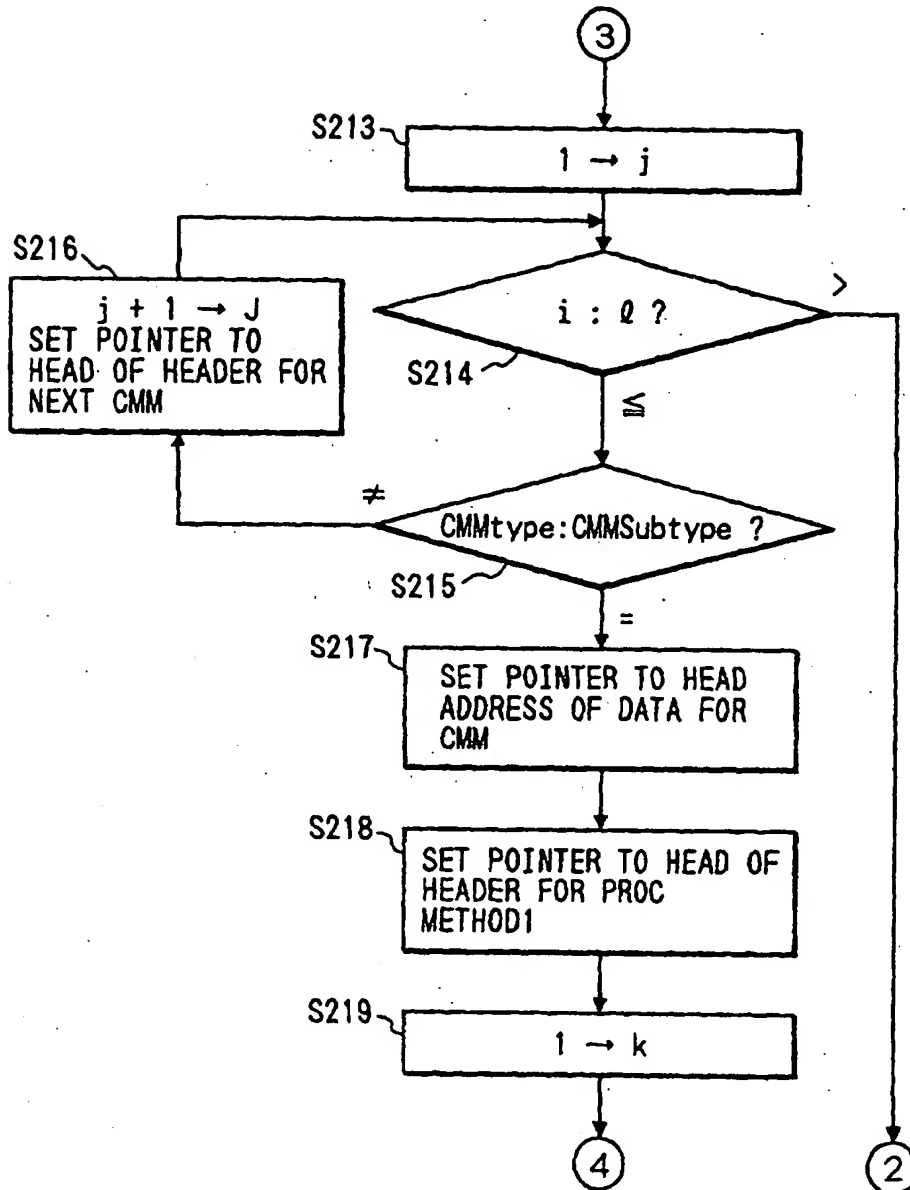 3
S213
1 → j
S216
j + 1 → J
SET POINTER TO
HEAD OF HEADER FOR
NEXT CMM
i : ℓ ?
>
S214
≦
≠
CMMtype:CMMSubtype ?
S215
=
S217
SET POINTER TO HEAD
ADDRESS OF DATA FOR
CMM
S218
SET POINTER TO HEAD OF
HEADER FOR PROC
METHOD1
S219
1 → k
4
2